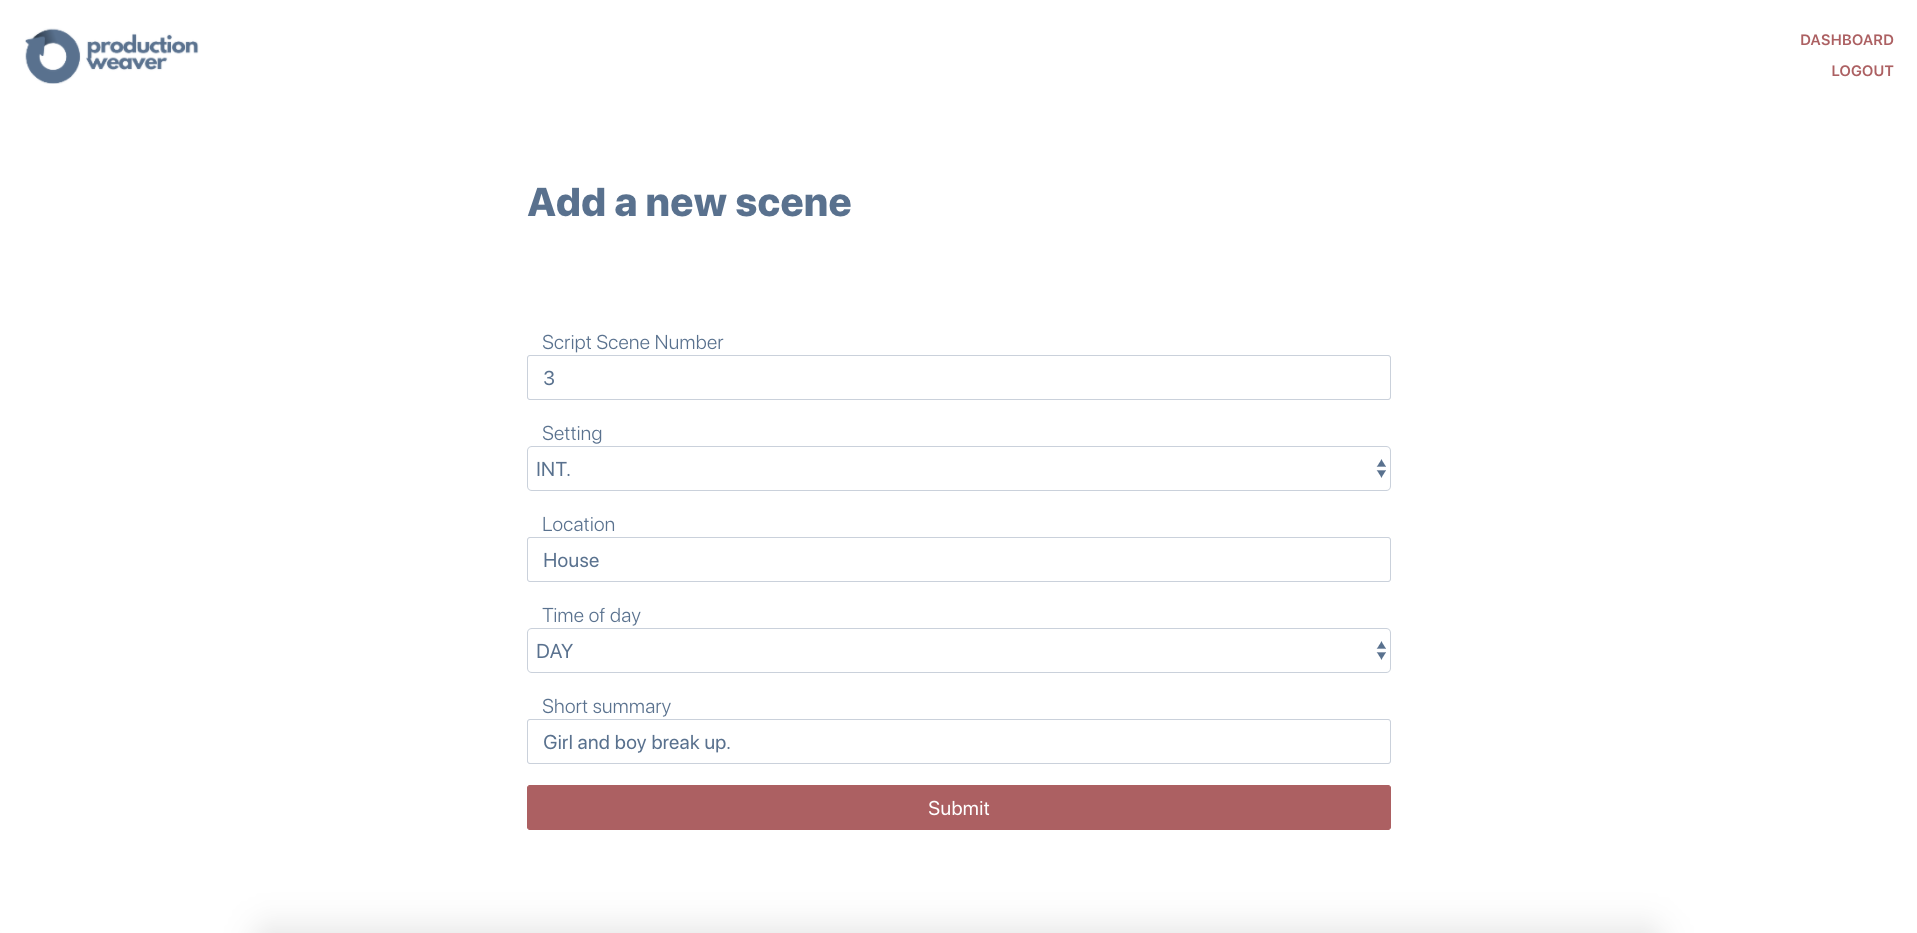 production
weaver
DASHBOARD
LOGOUT
Add a new scene
Script Scene Number
3
Setting
INT.
Location
House
Time of day
DAY
Short summary
Girl and boy break up.
Submit